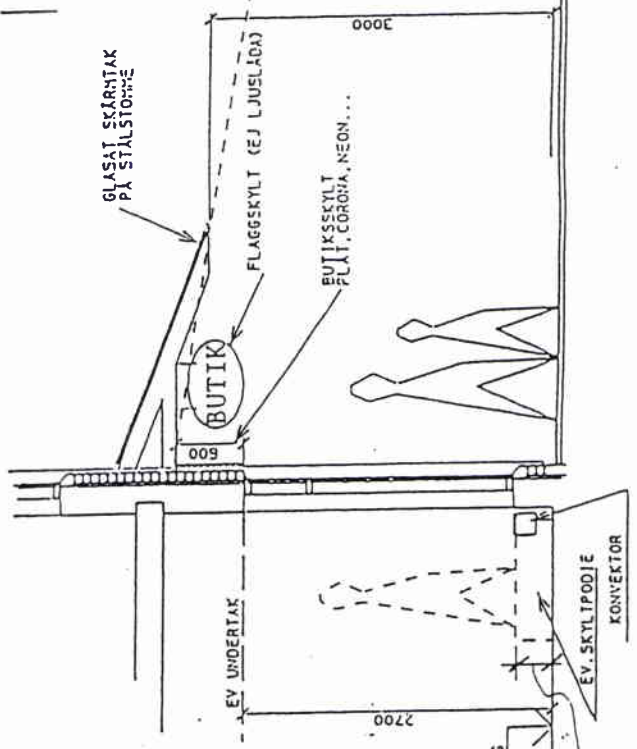 GLASAT SKÄRMTAK
PÅ STÅLSTOMME
3000
FLAGGSKYLT (EJ LJUSLÅDA)
BUTIKSSKYLT
PLÅT, CORONA, NEON...
BUTIK
600
EV UNDERTAK
2700
EV. SKYLTPODIE
KONVEKTOR